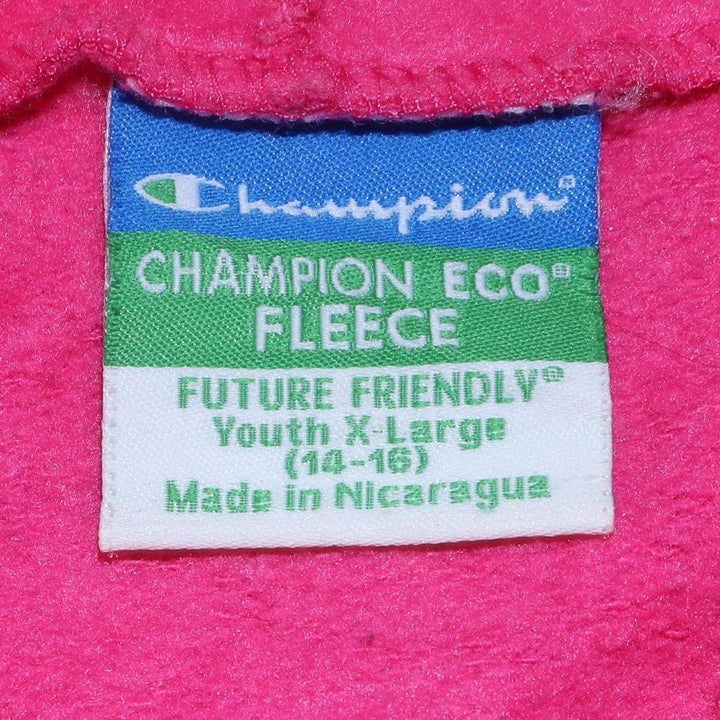 Champion®
CHAMPION ECO®
FLEECE
FUTURE FRIENDLY®
Youth X-Large
(14-16)
Made in Nicaragua